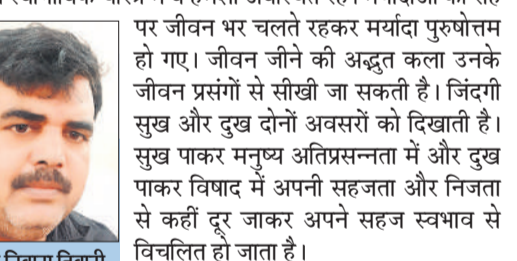 पर जीवन भर चलते रहकर मर्यादा पुरुषोत्तम
हो गए। जीवन जीने की अद्भुत कला उनके
जीवन प्रसंगों से सीखी जा सकती है। जिंदगी
सुख और दुख दोनों अवसरों को दिखाती है।
सुख पाकर मनुष्य अतिप्रसन्नता में और दुख
पाकर विषाद में अपनी सहजता और निजता
से कहीं दूर जाकर अपने सहज स्वभाव से
विचलित हो जाता है।